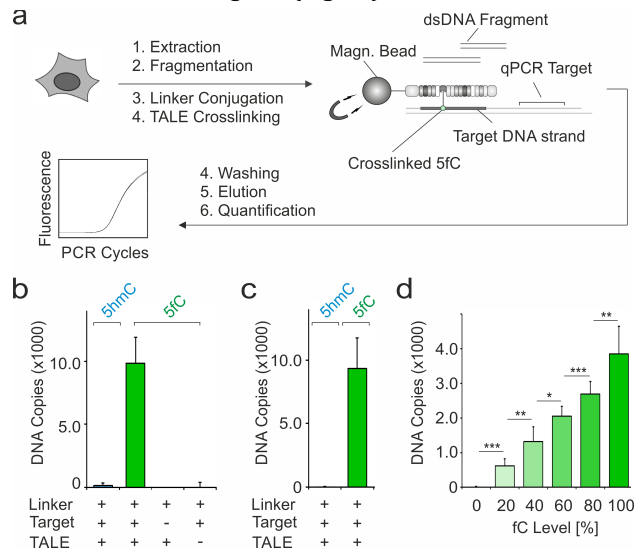 a
1. Extraction
2. Fragmentation
3. Linker Conjugation
4. TALE Crosslinking
dsDNA Fragment
Magn. Bead
qPCR Target
Target DNA strand
Crosslinked 5fC
4. Washing
5. Elution
6. Quantification
Fluorescence
PCR Cycles
b
5hmC
5fC
DNA Copies (x1000)
10.0
5.0
0
Linker + + + +
Target + + - +
TALE + + + -
c
5hmC
5fC
DNA Copies (x1000)
10.0
5.0
0
Linker + +
Target + +
TALE + +
d
DNA Copies (x1000)
4.0
3.0
2.0
1.0
0
***
**
*
***
**
0 20 40 60 80 100
fC Level [%]